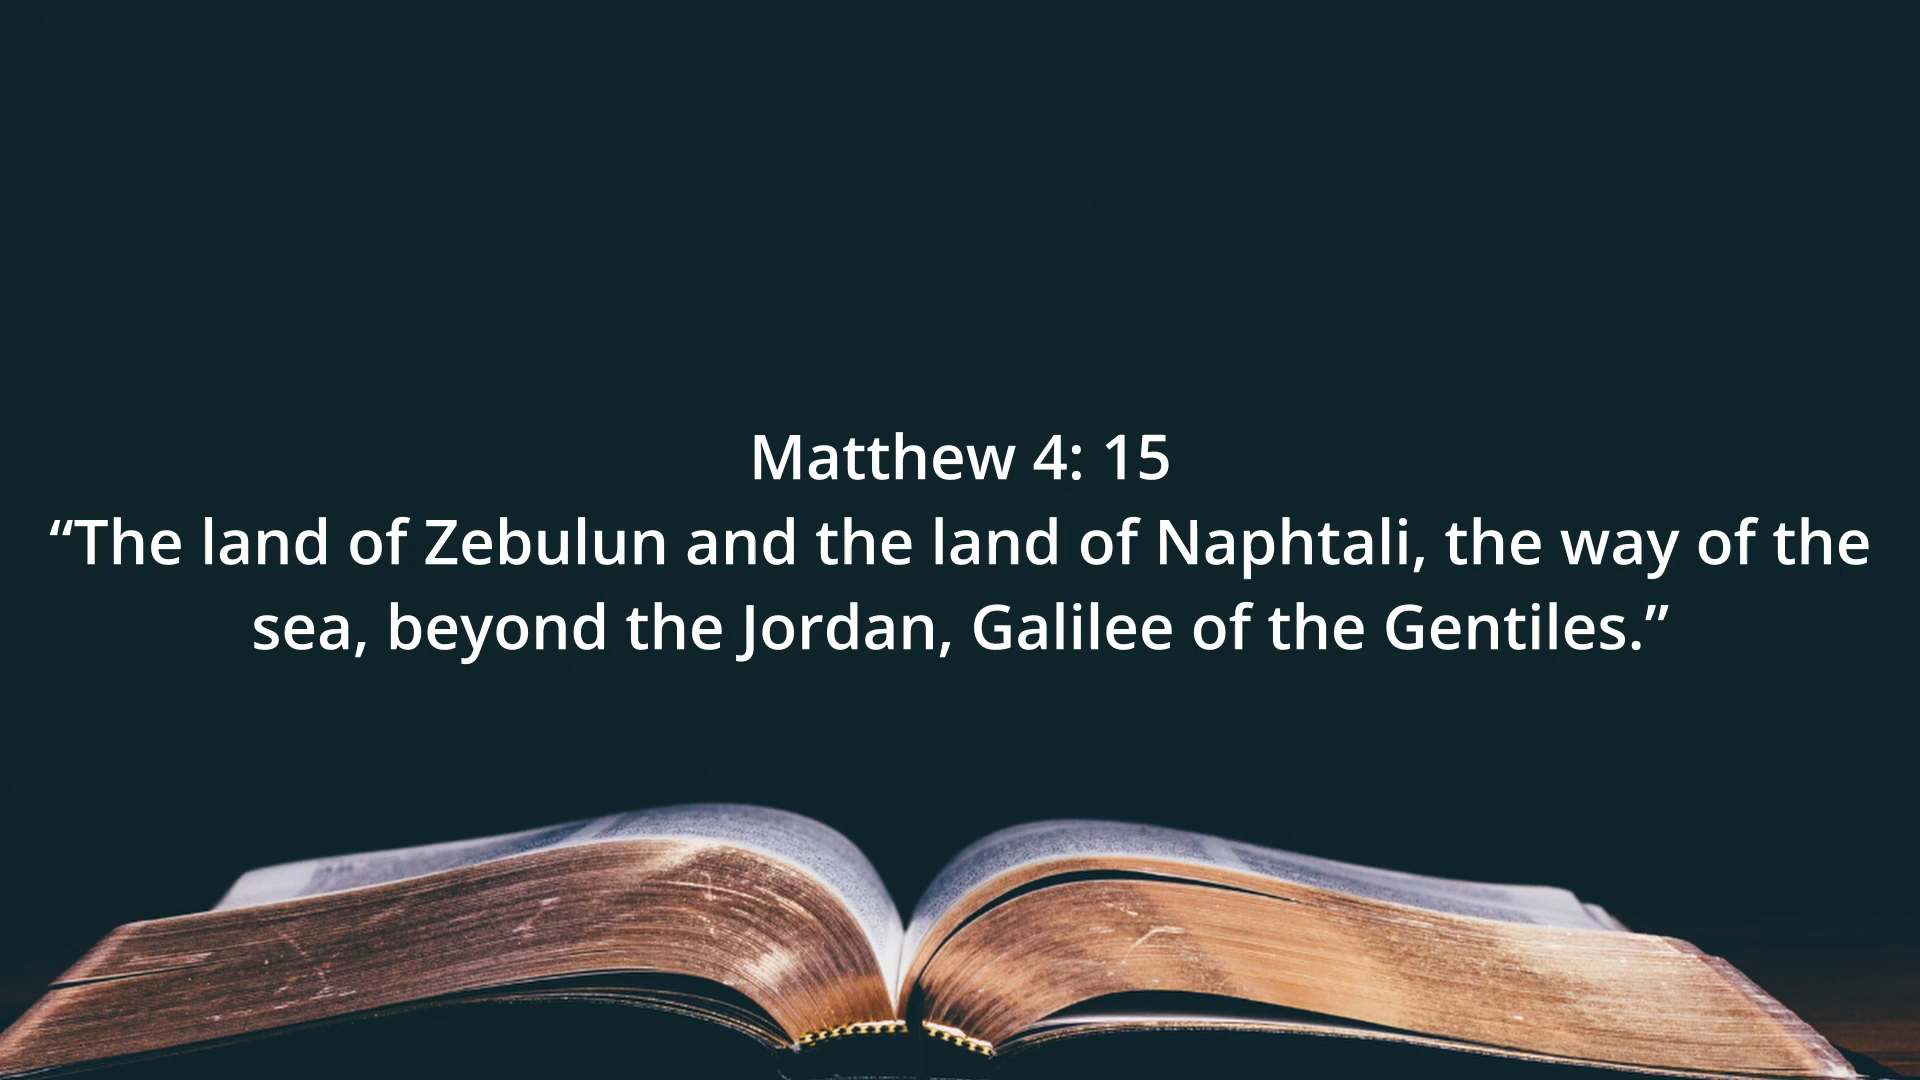 Matthew 4: 15
“The land of Zebulun and the land of Naphtali, the way of the
sea, beyond the Jordan, Galilee of the Gentiles.”